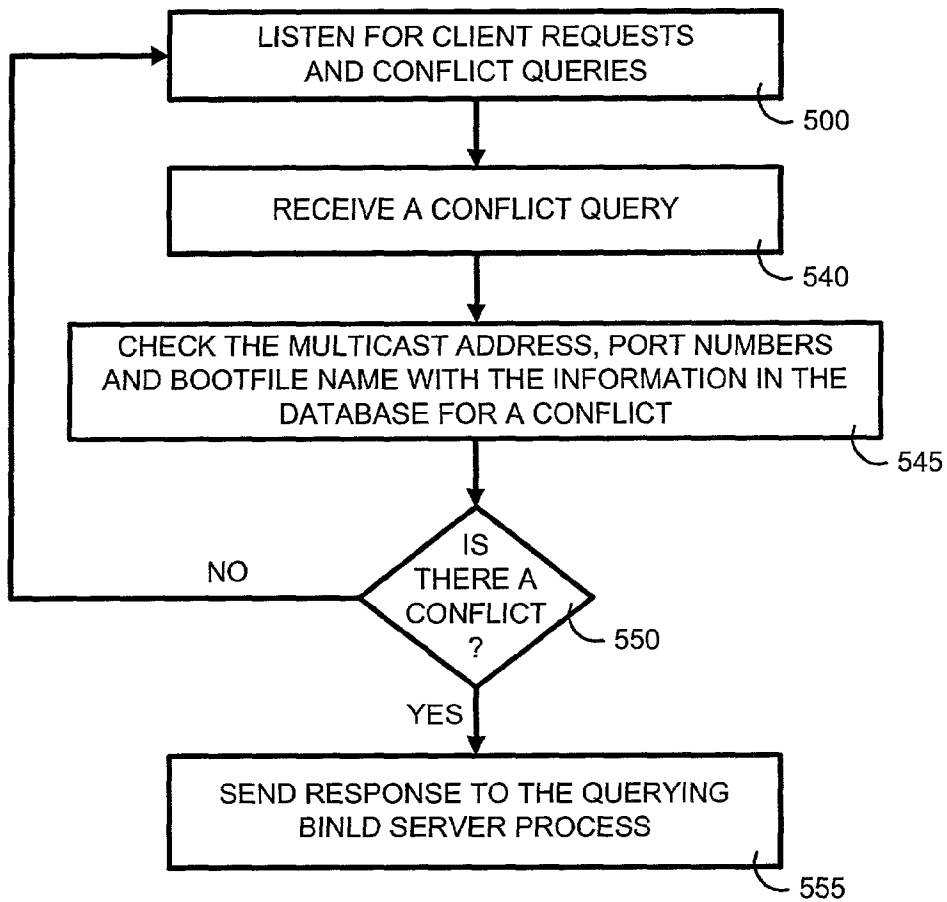 LISTEN FOR CLIENT REQUESTS
AND CONFLICT QUERIES
500
RECEIVE A CONFLICT QUERY
540
CHECK THE MULTICAST ADDRESS, PORT NUMBERS
AND BOOTFILE NAME WITH THE INFORMATION IN THE
DATABASE FOR A CONFLICT
545
IS
THERE A
CONFLICT
?
550
NO
YES
SEND RESPONSE TO THE QUERYING
BINLD SERVER PROCESS
555